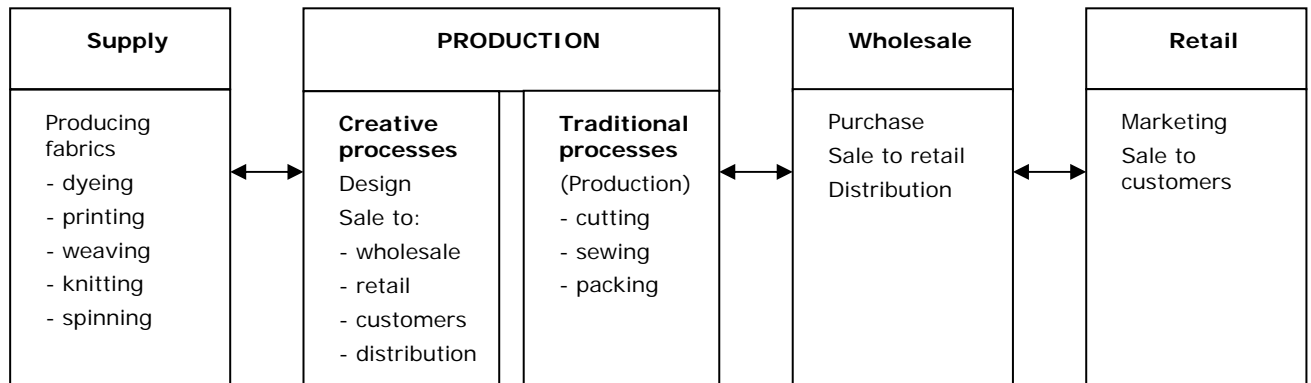 Supply
Producing
fabrics
- dyeing
- printing
- weaving
- knitting
- spinning
PRODUCTION
Creative
processes
Design
Sale to:
- wholesale
- retail
- customers
- distribution
Traditional
processes
(Production)
- cutting
- sewing
- packing
Wholesale
Purchase
Sale to retail
Distribution
Retail
Marketing
Sale to
customers